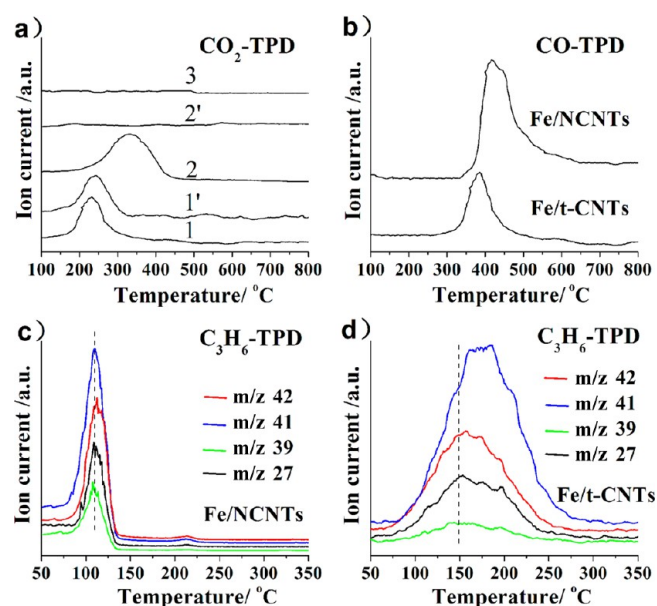 a)
CO₂-TPD
3
2'
2
1'
1
Ion current /a.u.
100 200 300 400 500 600 700 800
Temperature/ °C
b)
CO-TPD
Fe/NCNTs
Fe/t-CNTs
Ion current /a.u.
100 200 300 400 500 600 700 800
Temperature/ °C
c)
C₃H₆-TPD
m/z 42
m/z 41
m/z 39
m/z 27
Fe/NCNTs
Ion current /a.u.
50 100 150 200 250 300 350
Temperature/ °C
d)
C₃H₆-TPD
m/z 42
m/z 41
m/z 39
m/z 27
Fe/t-CNTs
Ion current /a.u.
50 100 150 200 250 300 350
Temperature/ °C